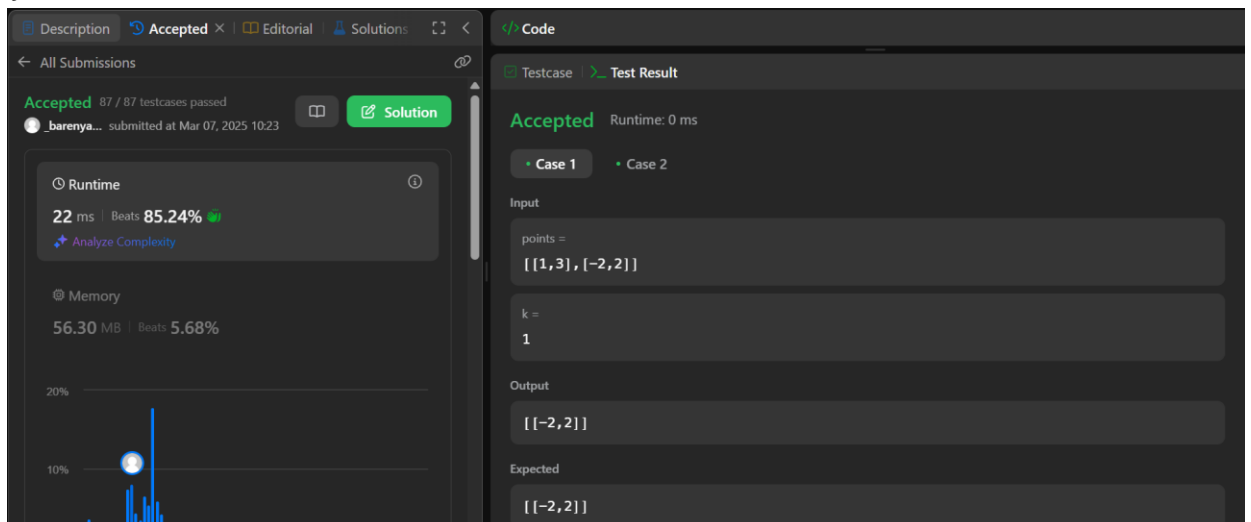 Description
Accepted
Editorial
Solutions
All Submissions
Accepted 87 / 87 testcases passed
_barenya... submitted at Mar 07, 2025 10:23
Solution
Runtime
22 ms | Beats 85.24%
Analyze Complexity
Memory
56.30 MB | Beats 5.68%
20%
10%
</> Code
Testcase
>_ Test Result
Accepted Runtime: 0 ms
• Case 1 • Case 2
Input
points =
[[1,3],[-2,2]]
k =
1
Output
[[-2,2]]
Expected
[[-2,2]]